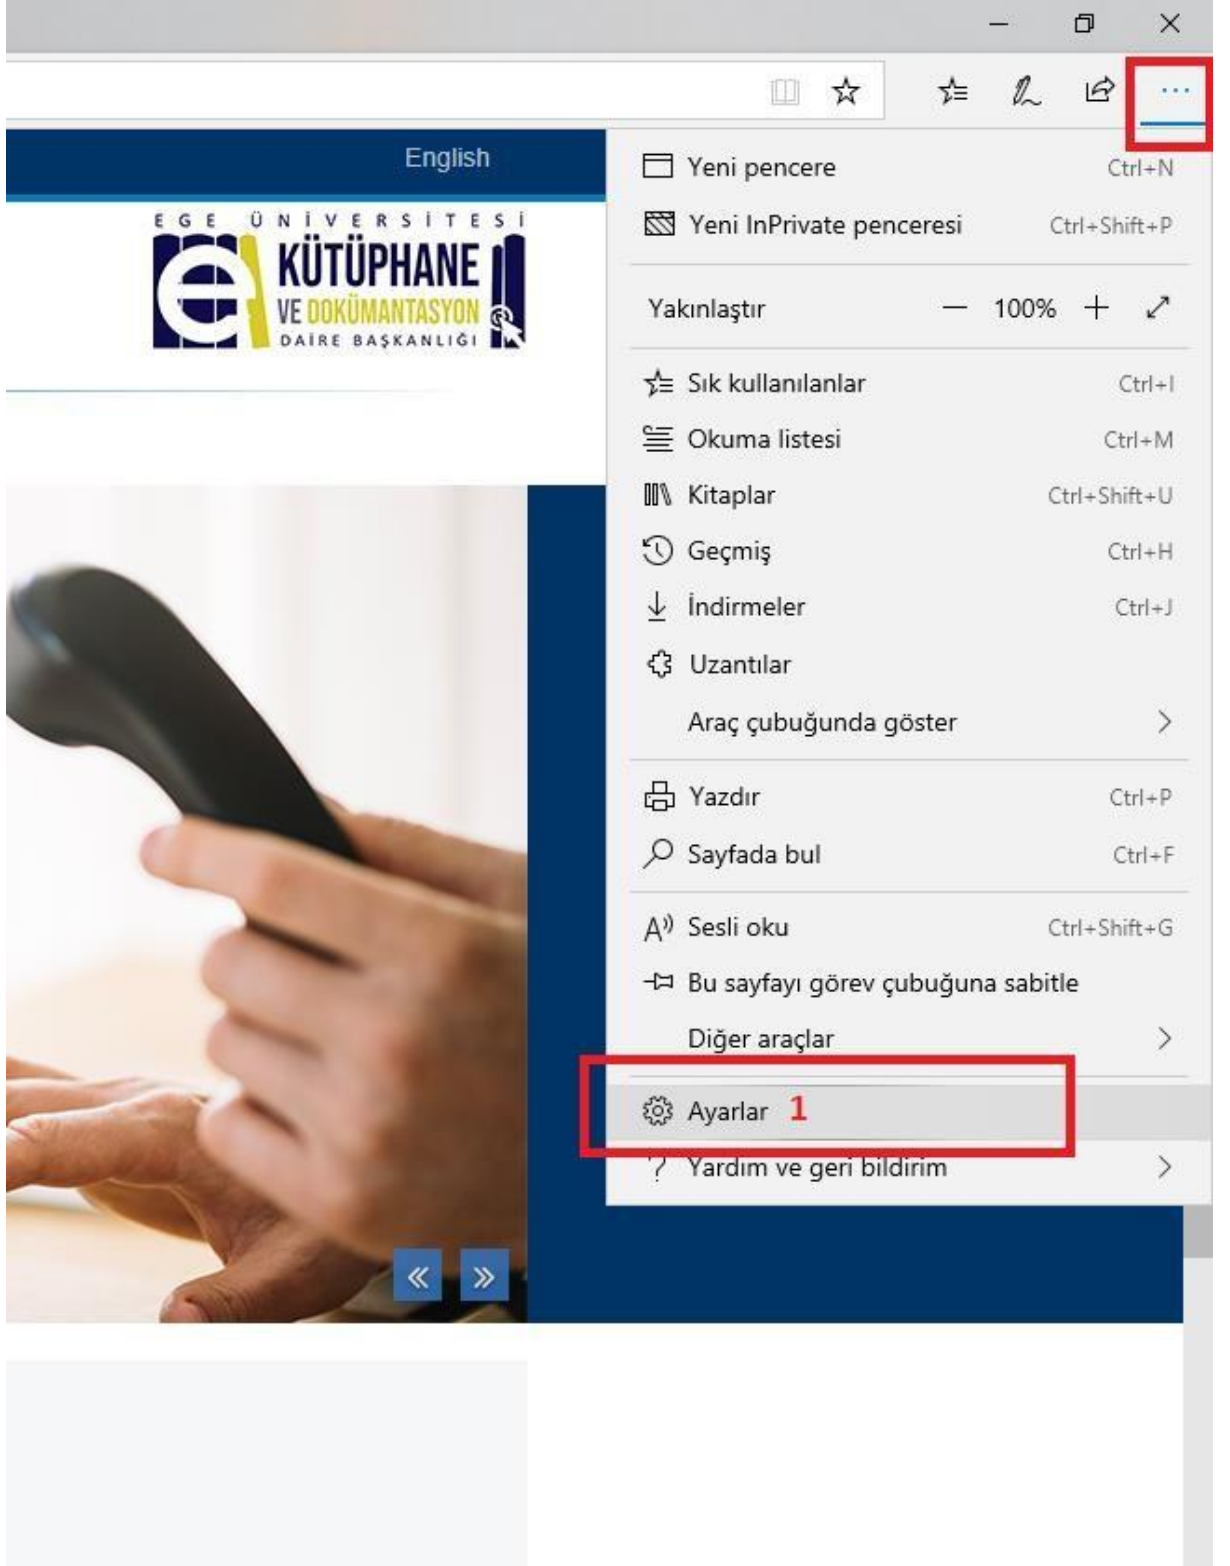 English
EGE ÜNİVERSİTESİ
KÜTÜPHANE
VE DOKÜMANTASYON
DAİRE BAŞKANLIĞI
Yeni pencere Ctrl+N
Yeni InPrivate penceresi Ctrl+Shift+P
Yakınlaştır — 100% +
Sık kullanılanlar Ctrl+I
Okuma listesi Ctrl+M
Kitaplar Ctrl+Shift+U
Geçmiş Ctrl+H
İndirmeler Ctrl+J
Uzantılar
Araç çubuğunda göster
Yazdır Ctrl+P
Sayfada bul Ctrl+F
Sesli oku Ctrl+Shift+G
Bu sayfayı görev çubuğuna sabitle
Diğer araçlar
Ayarlar 1
Yardım ve geri bildirim